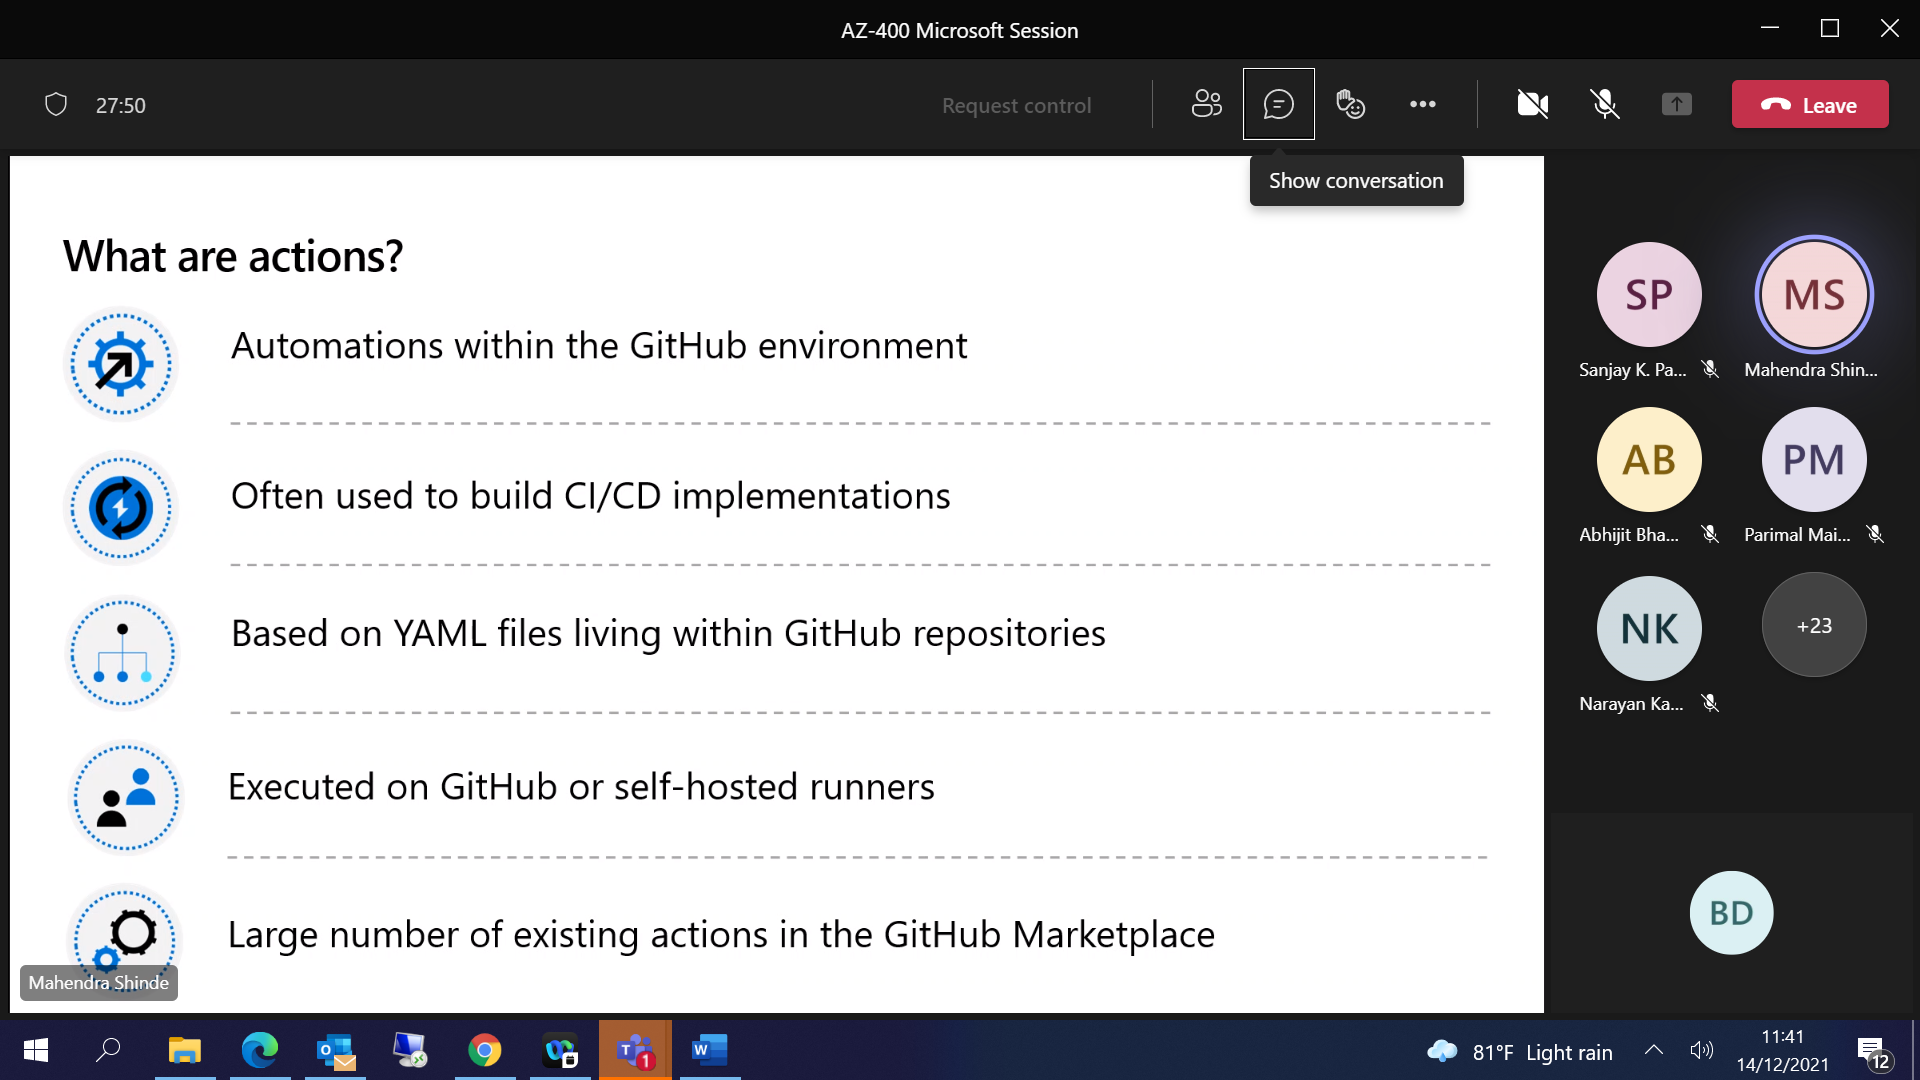 AZ-400 Microsoft Session
27:50
Request control
Leave
Show conversation
What are actions?
Automations within the GitHub environment
Often used to build CI/CD implementations
Based on YAML files living within GitHub repositories
Executed on GitHub or self-hosted runners
Large number of existing actions in the GitHub Marketplace
Mahendra Shinde
SP
MS
Sanjay K. Pa...
Mahendra Shin...
AB
PM
Abhijit Bha...
Parimal Mai...
NK
+23
Narayan Ka...
BD
O
T
1
W
81°F Light rain
11:41
14/12/2021
12